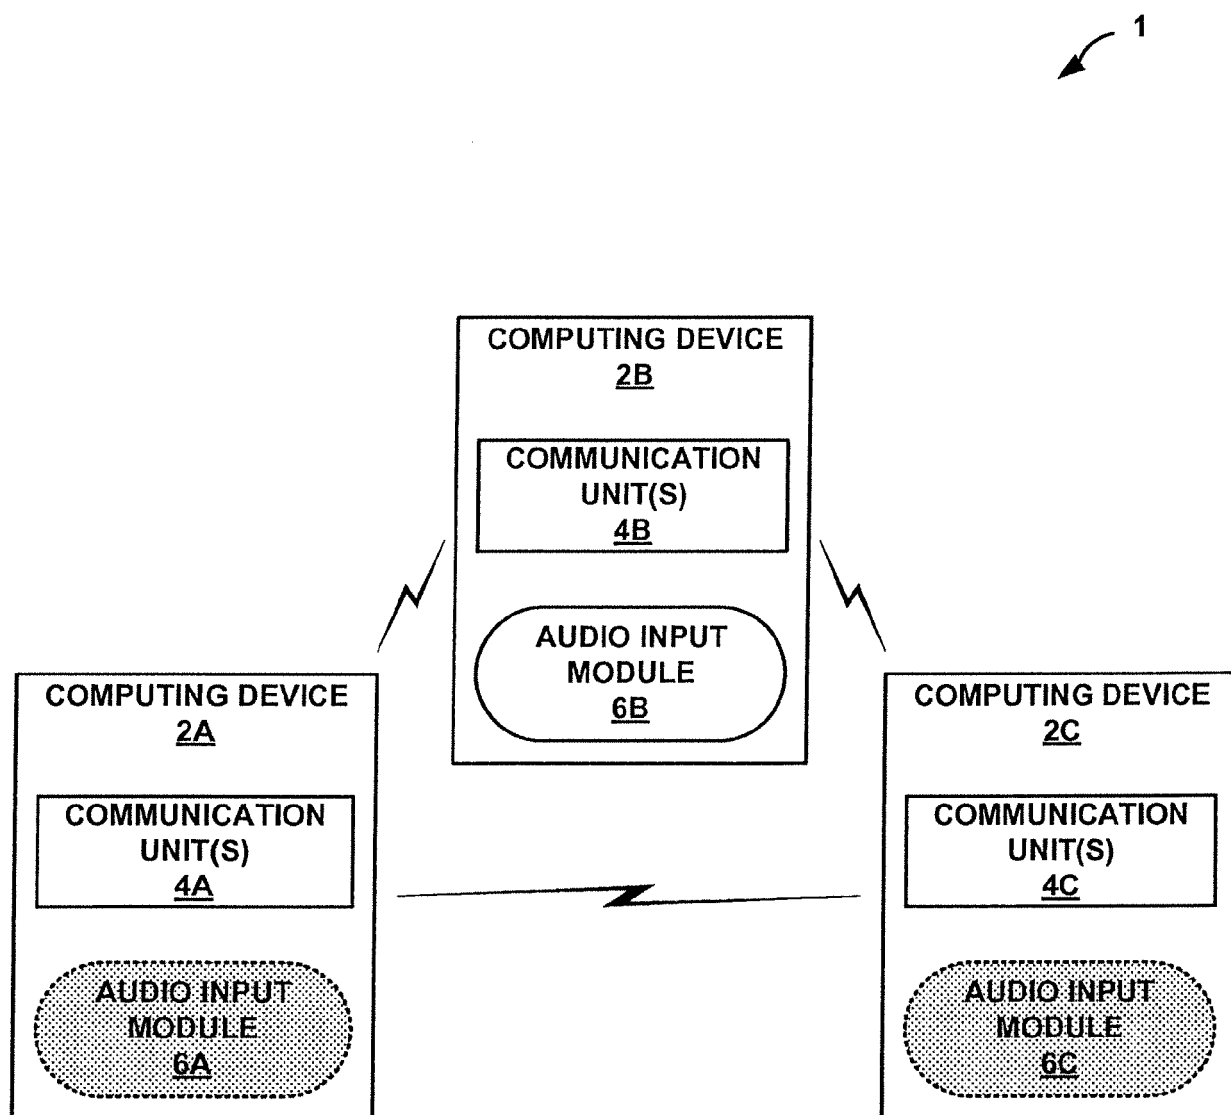 1
COMPUTING DEVICE
2B
COMMUNICATION
UNIT(S)
4B
AUDIO INPUT
MODULE
6B
COMPUTING DEVICE
2A
COMMUNICATION
UNIT(S)
4A
AUDIO INPUT
MODULE
6A
COMPUTING DEVICE
2C
COMMUNICATION
UNIT(S)
4C
AUDIO INPUT
MODULE
6C